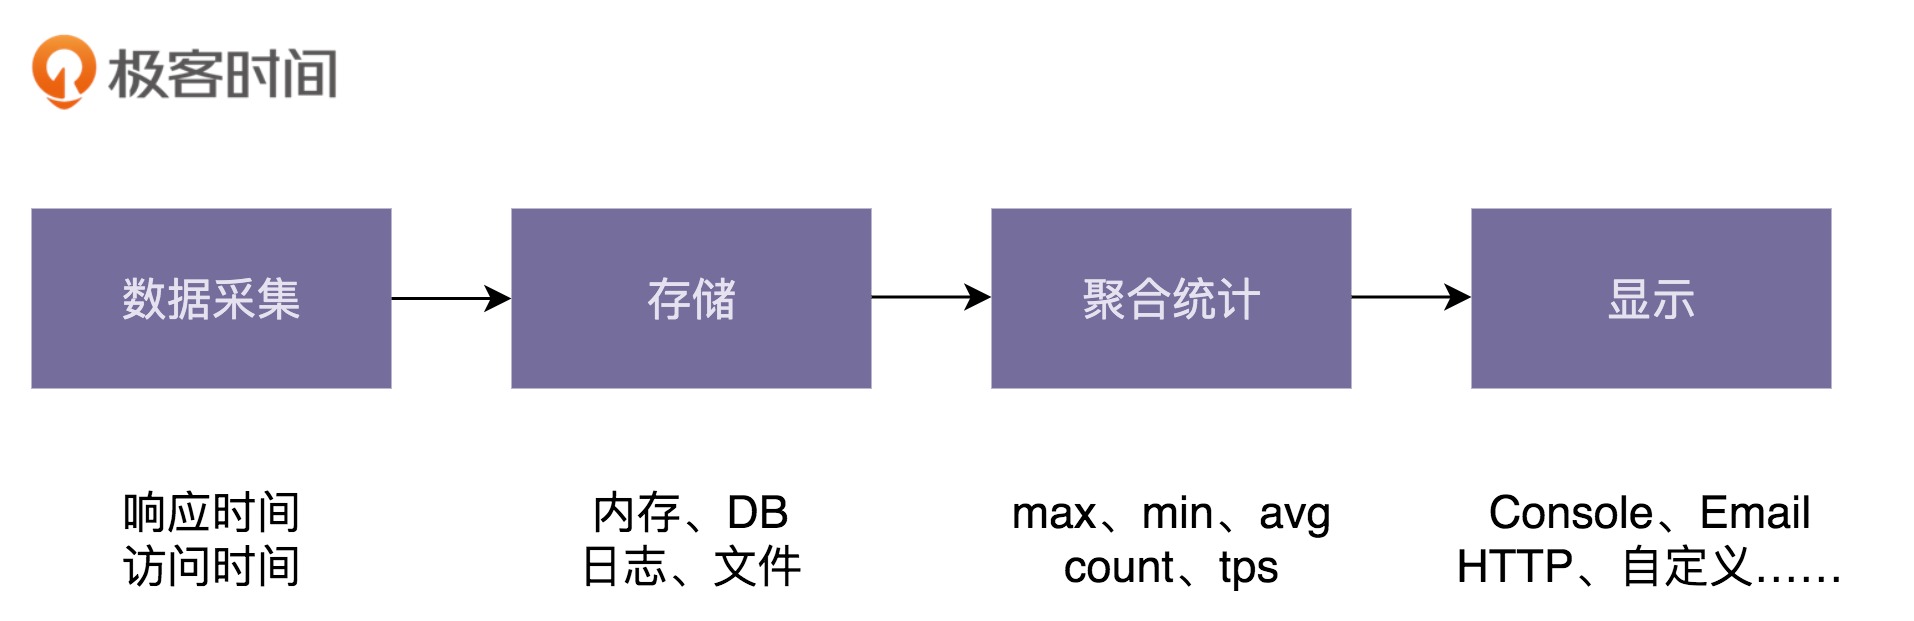 极客时间
数据采集
存储
聚合统计
显示
响应时间
访问时间
内存、DB
日志、文件
max、min、avg
count、tps
Console、Email
HTTP、自定义……